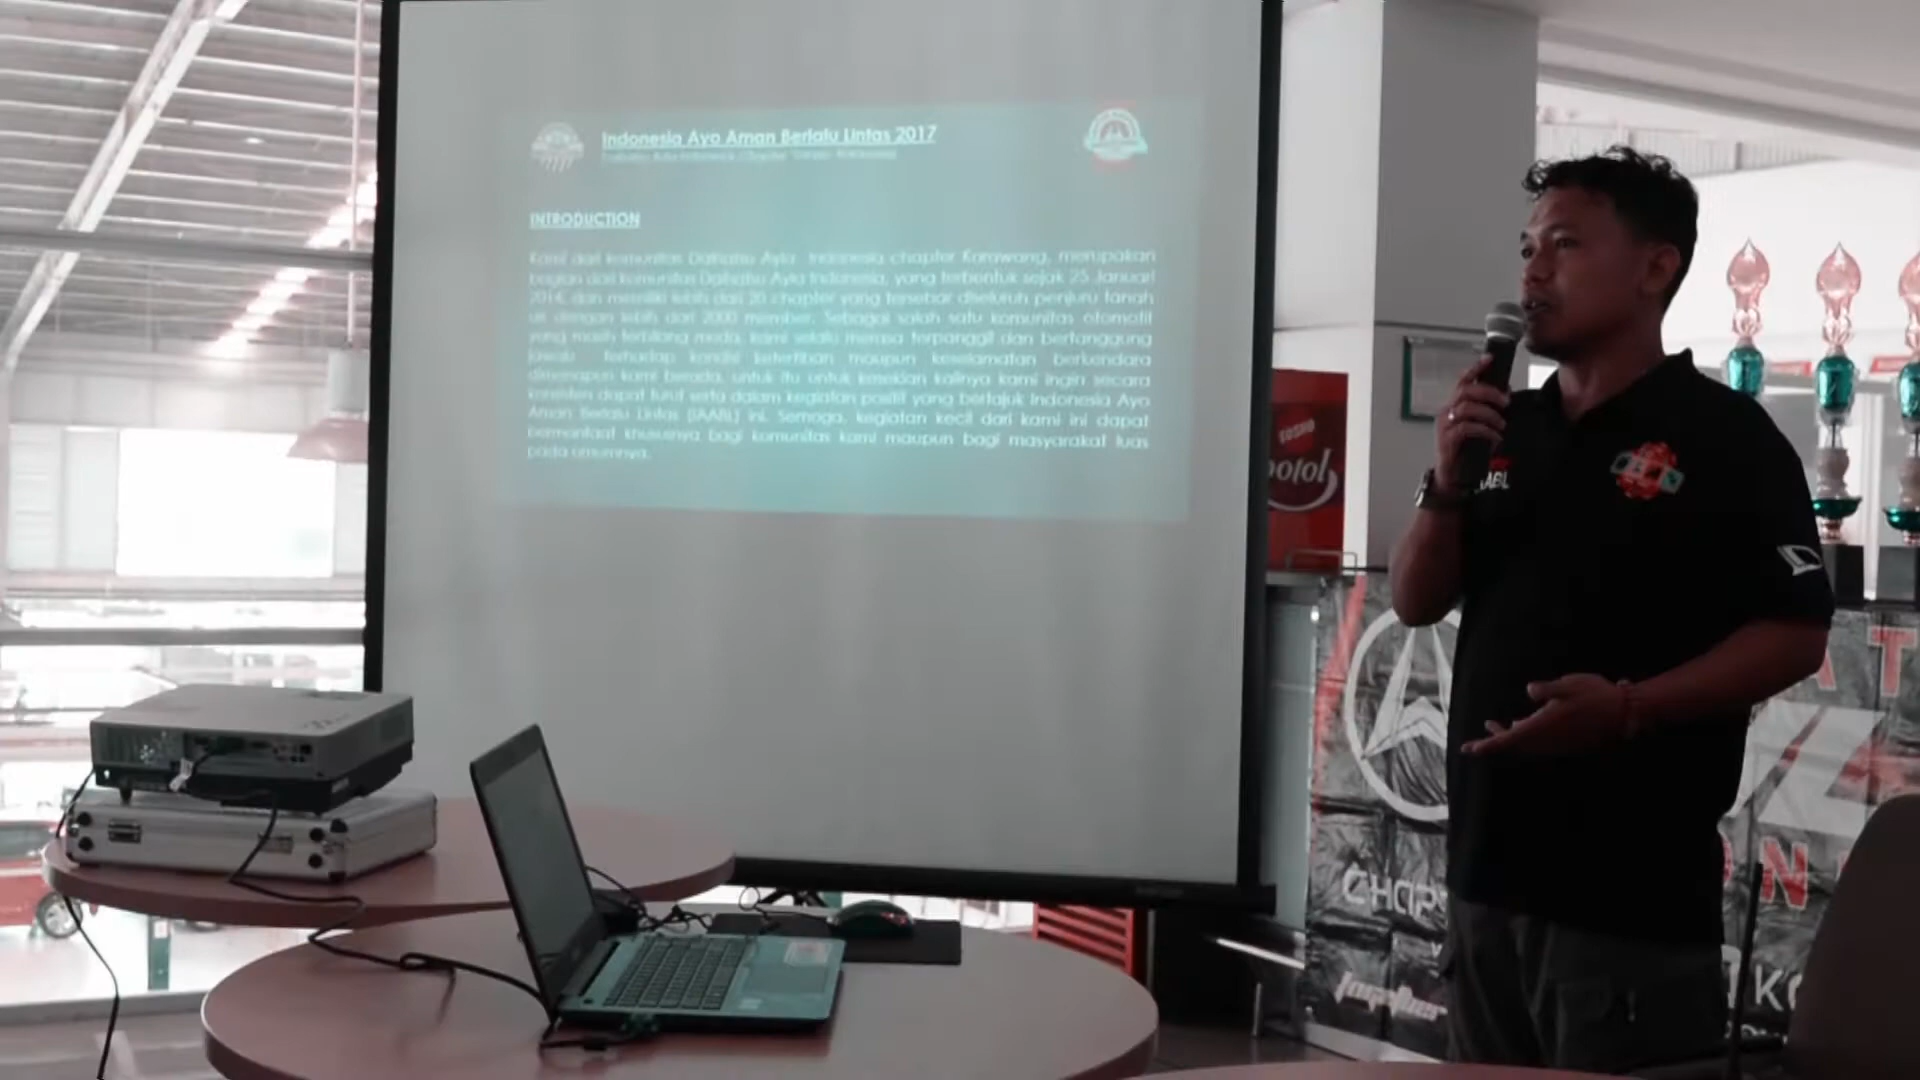 Indonesia Ayo Aman Berlalu Lintas 2017
INTRODUCTION
Kami dari komunitas Daihatsu Ayla Indonesia chapter Karawang, merupakan
bagian dari komunitas Daihatsu Ayla Indonesia, yang terbentuk sejak 25 Januari
2014, dan memiliki lebih dari 20 chapter yang tersebar diseluruh penjuru tanah
air dengan lebih dari 2000 member. Sebagai salah satu komunitas otomotif
yang masih terbilang muda, kami selalu merasa terpanggil dan bertanggung
jawab terhadap kondisi ketertiban maupun keselamatan berkendara
dimanapun kami berada, untuk itu untuk kesekian kalinya kami ingin secara
konsisten dapat turut serta dalam kegiatan positif yang bertajuk Indonesia Ayo
Aman Berlalu Lintas (IAABL) ini. Semoga, kegiatan kecil dari kami ini dapat
bermanfaat khususnya bagi komunitas kami maupun bagi masyarakat luas
pada umumnya.
TOSHO